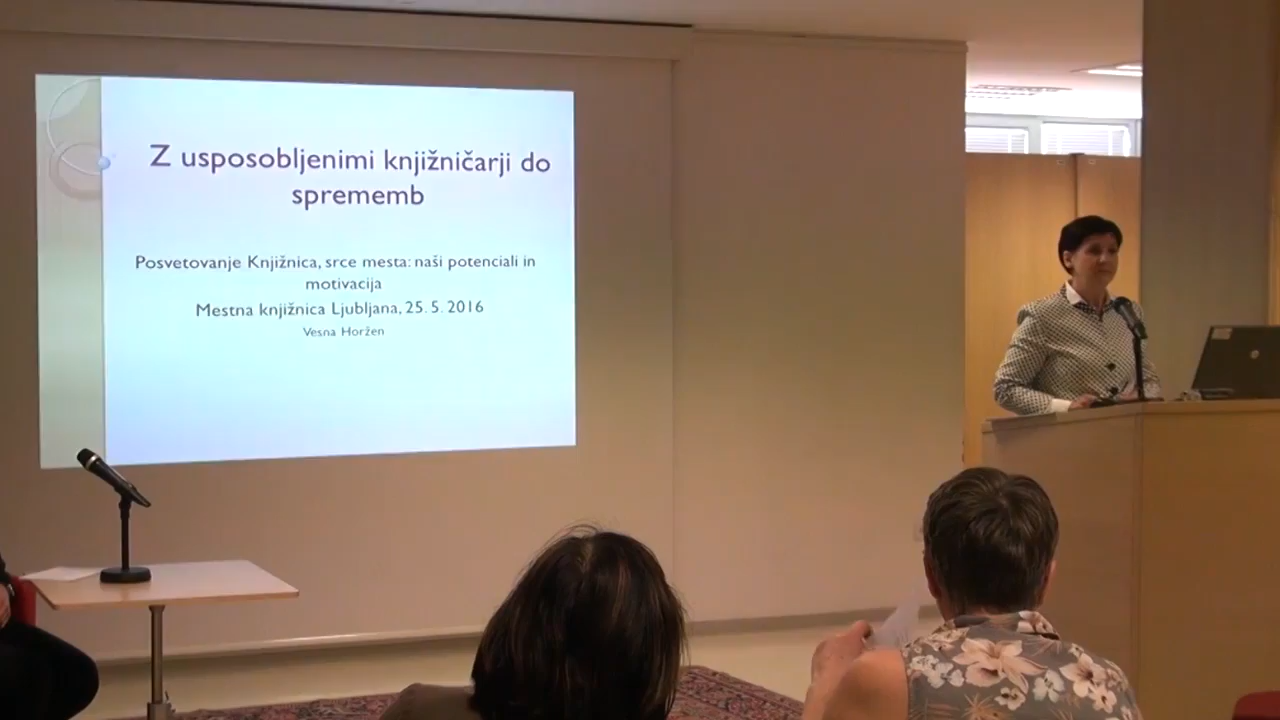 Z usposobljenimi knjižničarji do
sprememb
Posvetovanje Knjižnica, srce mesta: naši potenciali in
motivacija
Mestna knjižnica Ljubljana, 25. 5. 2016
Vesna Horžen